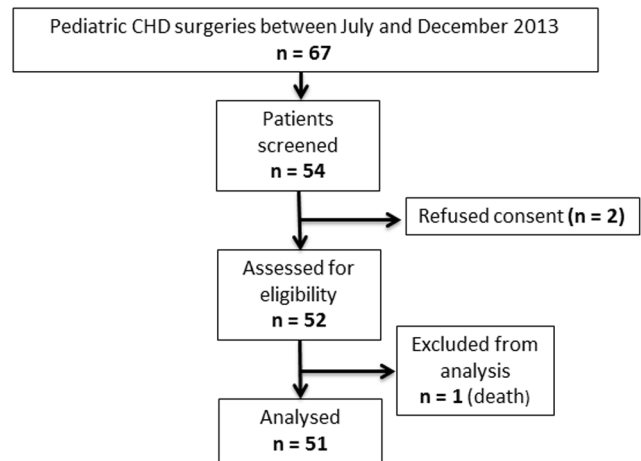 Pediatric CHD surgeries between July and December 2013
n = 67
Patients
screened
n = 54
Refused consent (n = 2)
Assessed for
eligibility
n = 52
Excluded from
analysis
n = 1 (death)
Analysed
n = 51